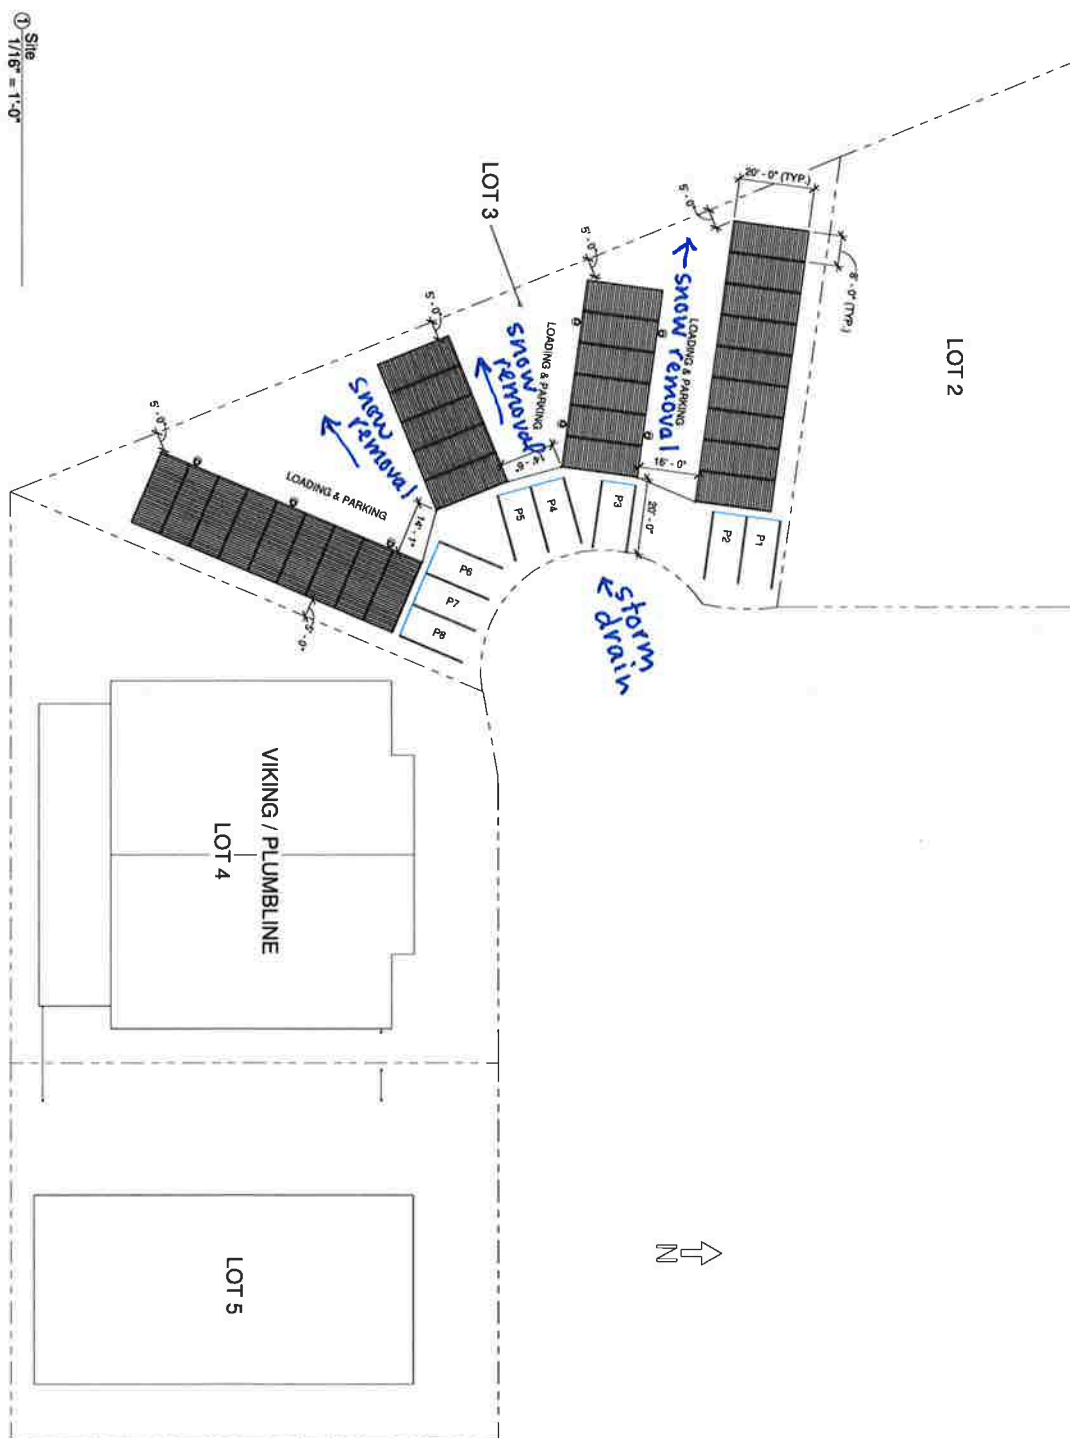 ① Site
1/16" = 1'-0"
LOT 3
LOT 2
20' - 0" (TYP.)
8' - 0" (TYP.)
5' - 0"
5' - 0"
5' - 0"
5' - 0"
5' - 0"
← snow removal
LOADING & PARKING
16' - 0"
snow
removal
LOADING & PARKING
14' - 6"
snow
removal
LOADING & PARKING
14' - 1"
20' - 0"
P1
P2
P3
P4
P5
P6
P7
P8
storm
drain
VIKING / PLUMBLINE
LOT 4
LOT 5
N